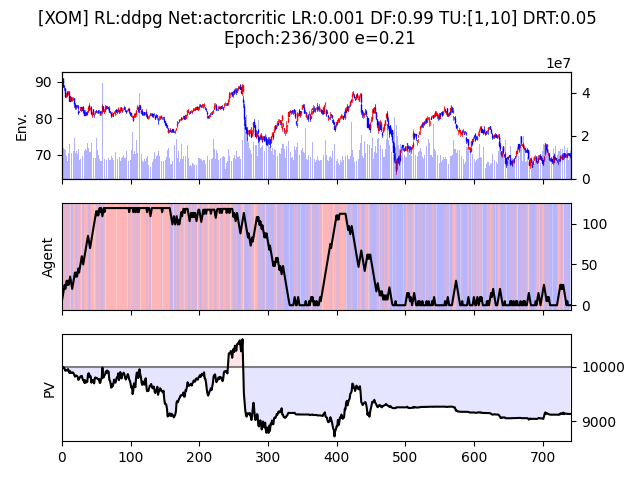 [XOM] RL:ddpg Net:actorcritic LR:0.001 DF:0.99 TU:[1,10] DRT:0.05
Epoch:236/300 e=0.21
1e7
90
80
70
Env.
4
2
0
Agent
100
50
0
PV
10000
9000
0 100 200 300 400 500 600 700